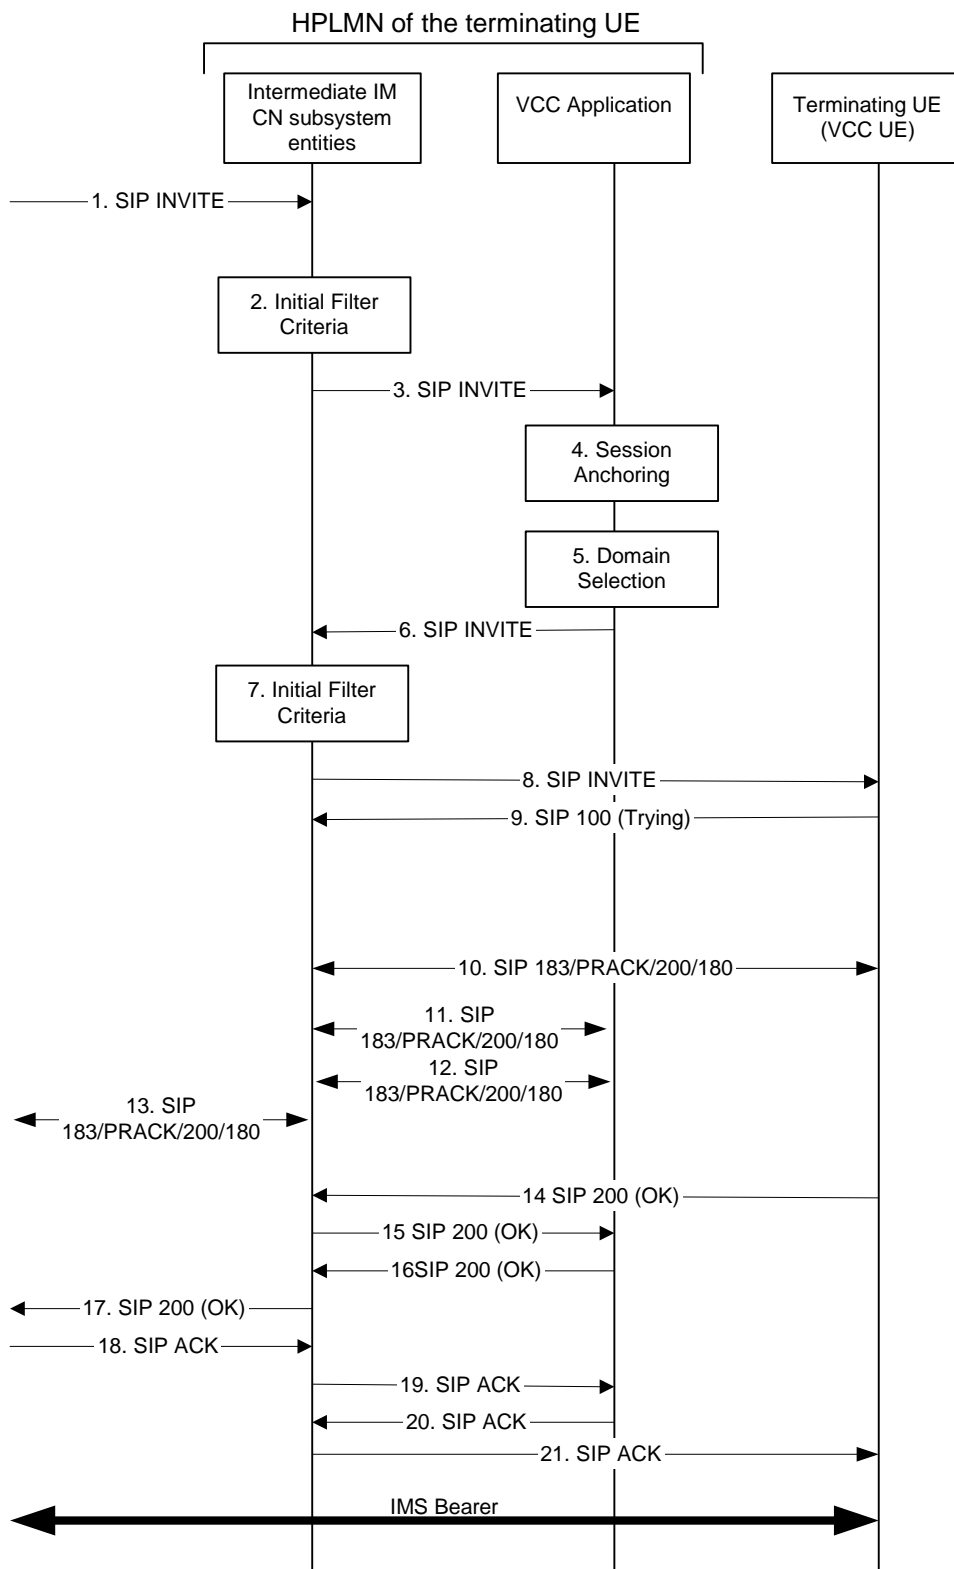 HPLMN of the terminating UE
Intermediate IM
CN subsystem
entities
VCC Application
Terminating UE
(VCC UE)
1. SIP INVITE
2. Initial Filter
Criteria
3. SIP INVITE
4. Session
Anchoring
5. Domain
Selection
6. SIP INVITE
7. Initial Filter
Criteria
8. SIP INVITE
9. SIP 100 (Trying)
10. SIP 183/PRACK/200/180
11. SIP
183/PRACK/200/180
12. SIP
183/PRACK/200/180
13. SIP
183/PRACK/200/180
14 SIP 200 (OK)
15 SIP 200 (OK)
16SIP 200 (OK)
17. SIP 200 (OK)
18. SIP ACK
19. SIP ACK
20. SIP ACK
21. SIP ACK
IMS Bearer